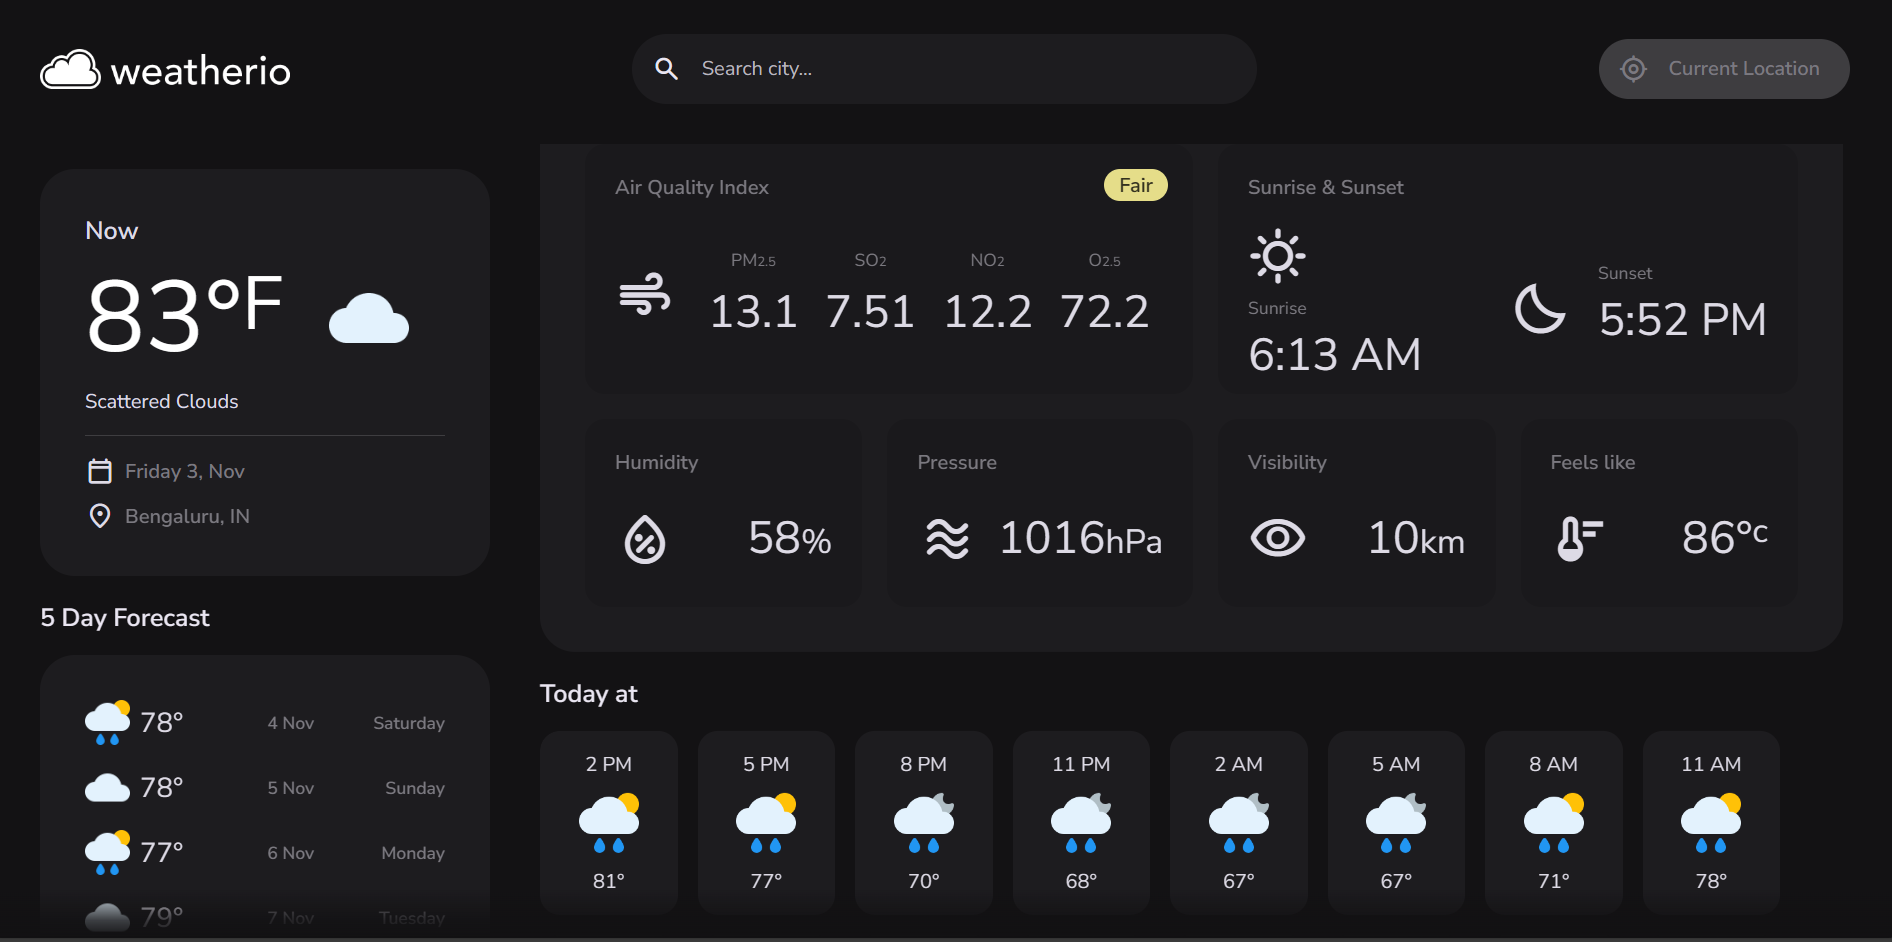 weatherio
Search city...
Current Location
Now
83°F
Scattered Clouds
Friday 3, Nov
Bengaluru, IN
5 Day Forecast
78° 4 Nov Saturday
78° 5 Nov Sunday
77° 6 Nov Monday
79° 7 Nov Tuesday
Air Quality Index
Fair
PM2.5 SO2 NO2 O2.5
13.1 7.51 12.2 72.2
Sunrise & Sunset
Sunrise
6:13 AM
Sunset
5:52 PM
Humidity
58%
Pressure
1016hPa
Visibility
10km
Feels like
86°c
Today at
2 PM 5 PM 8 PM 11 PM 2 AM 5 AM 8 AM 11 AM
81° 77° 70° 68° 67° 67° 71° 78°